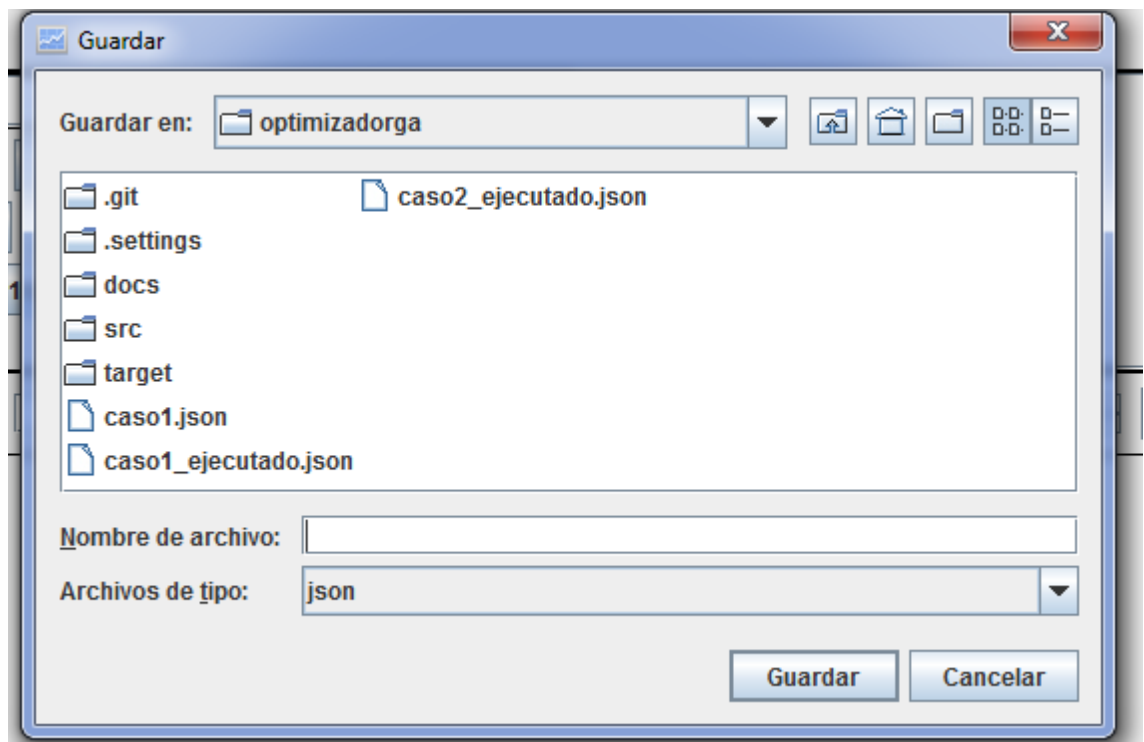 Guardar
Guardar en: optimizadorga
.git
.settings
docs
src
target
caso1.json
caso1_ejecutado.json
caso2_ejecutado.json
Nombre de archivo:
Archivos de tipo: json
Guardar Cancelar
1